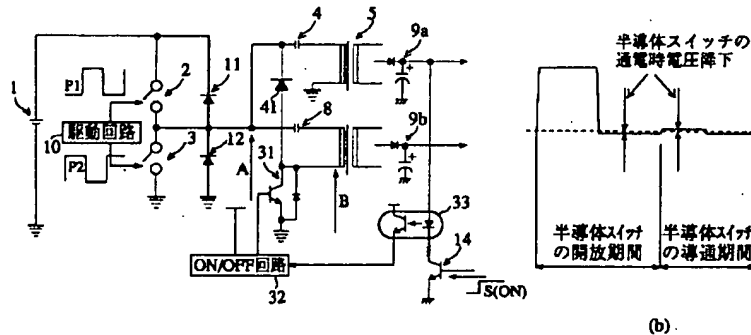 1
P1
2
11
4
5
9a
41
8
駆動回路
10
P2
3
12
A
31
B
9b
33
14
ON/OFF回路
32
S(ON)
半導体スイッチの
通電時電圧降下
半導体スイッチ
の開放期間
半導体スイッチ
の導通期間
(b)